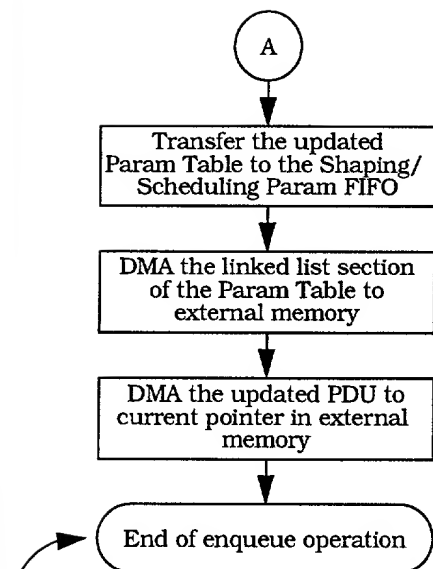 A
Transfer the updated
Param Table to the Shaping/
Scheduling Param FIFO
DMA the linked list section
of the Param Table to
external memory
DMA the updated PDU to
current pointer in external
memory
End of enqueue operation